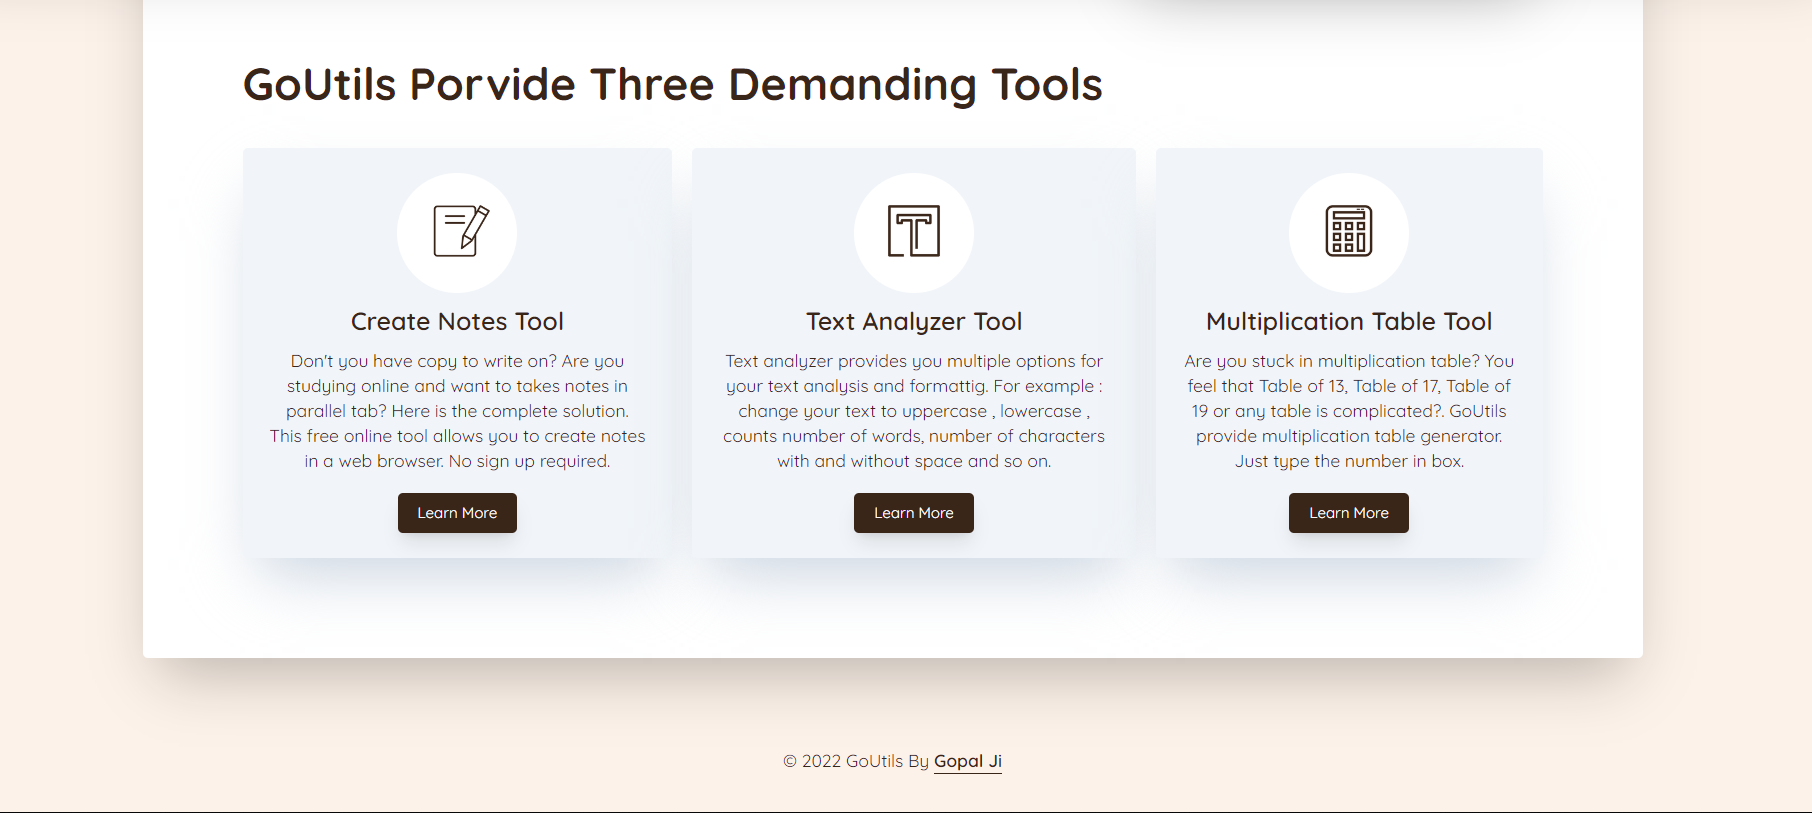 GoUtils Porvide Three Demanding Tools
Create Notes Tool
Don't you have copy to write on? Are you
studying online and want to takes notes in
parallel tab? Here is the complete solution.
This free online tool allows you to create notes
in a web browser. No sign up required.
Learn More
Text Analyzer Tool
Text analyzer provides you multiple options for
your text analysis and formattig. For example :
change your text to uppercase , lowercase ,
counts number of words, number of characters
with and without space and so on.
Learn More
Multiplication Table Tool
Are you stuck in multiplication table? You
feel that Table of 13, Table of 17, Table of
19 or any table is complicated?. GoUtils
provide multiplication table generator.
Just type the number in box.
Learn More
© 2022 GoUtils By Gopal Ji